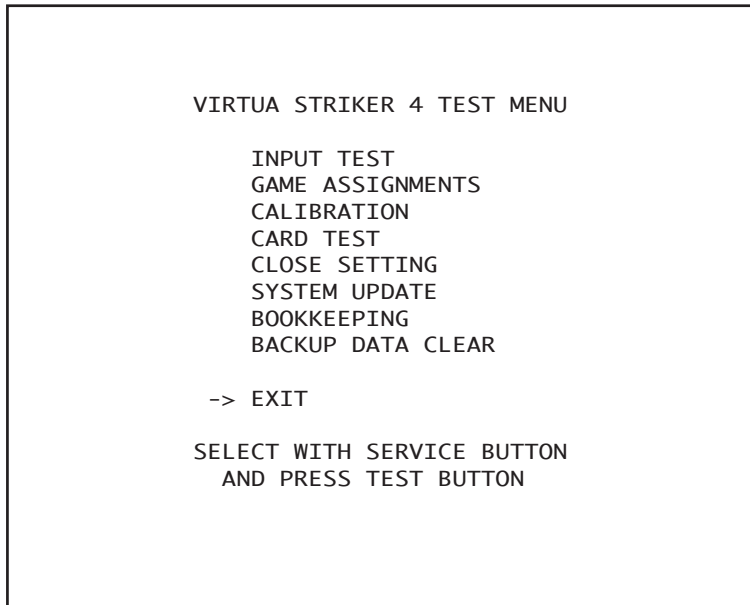 VIRTUA STRIKER 4 TEST MENU
INPUT TEST
GAME ASSIGNMENTS
CALIBRATION
CARD TEST
CLOSE SETTING
SYSTEM UPDATE
BOOKKEEPING
BACKUP DATA CLEAR
-> EXIT
SELECT WITH SERVICE BUTTON
AND PRESS TEST BUTTON